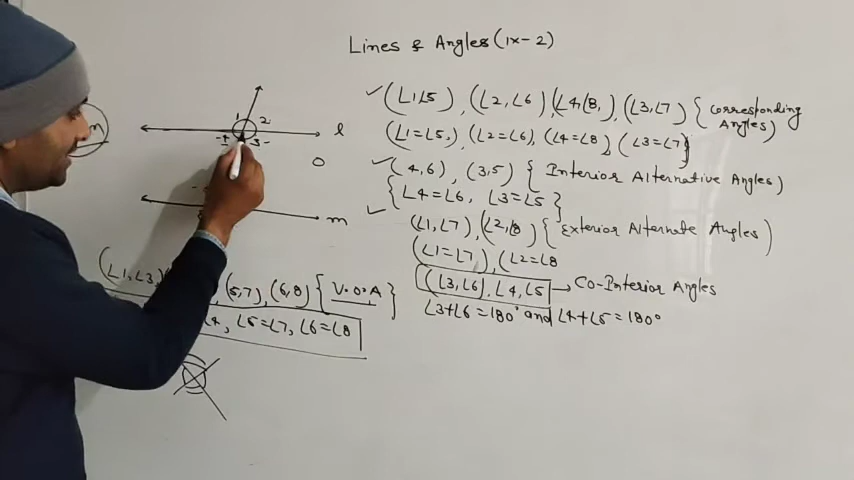 Lines & Angles (IX-2)
1 2
4 3
l
m
✓ (∠1,∠5), (∠2,∠6), (∠4,∠8, (∠3,∠7) { Corresponding Angles)
(∠1=∠5,) (∠2=∠6), (∠4=∠8), (∠3=∠7)}
✓ (4,6), (3,5) { Interior Alternative Angles)
{∠4=∠6, ∠3=∠5}
✓ (∠1,∠7), (∠2,∠8) { Exterior Alternate Angles)
(∠1=∠7), (∠2=∠8
(∠3,∠6), ∠4,∠5 → Co-Interior Angles
∠3+∠6=180° and ∠4+∠5=180°
(∠1,∠3) (5,7), (6,8) { V.O.A }
4, ∠5=∠7, ∠6=∠8